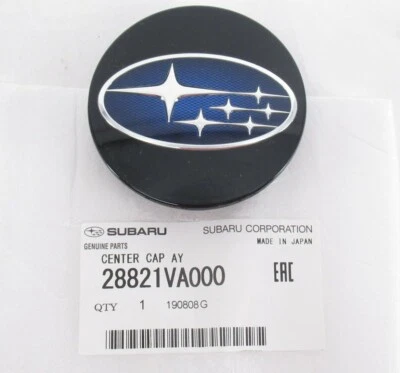 SUBARU SUBARU CORPORATION
GENUINE PARTS MADE IN JAPAN
CENTER CAP AY
28821VA000 EAC
QTY 1 190808G